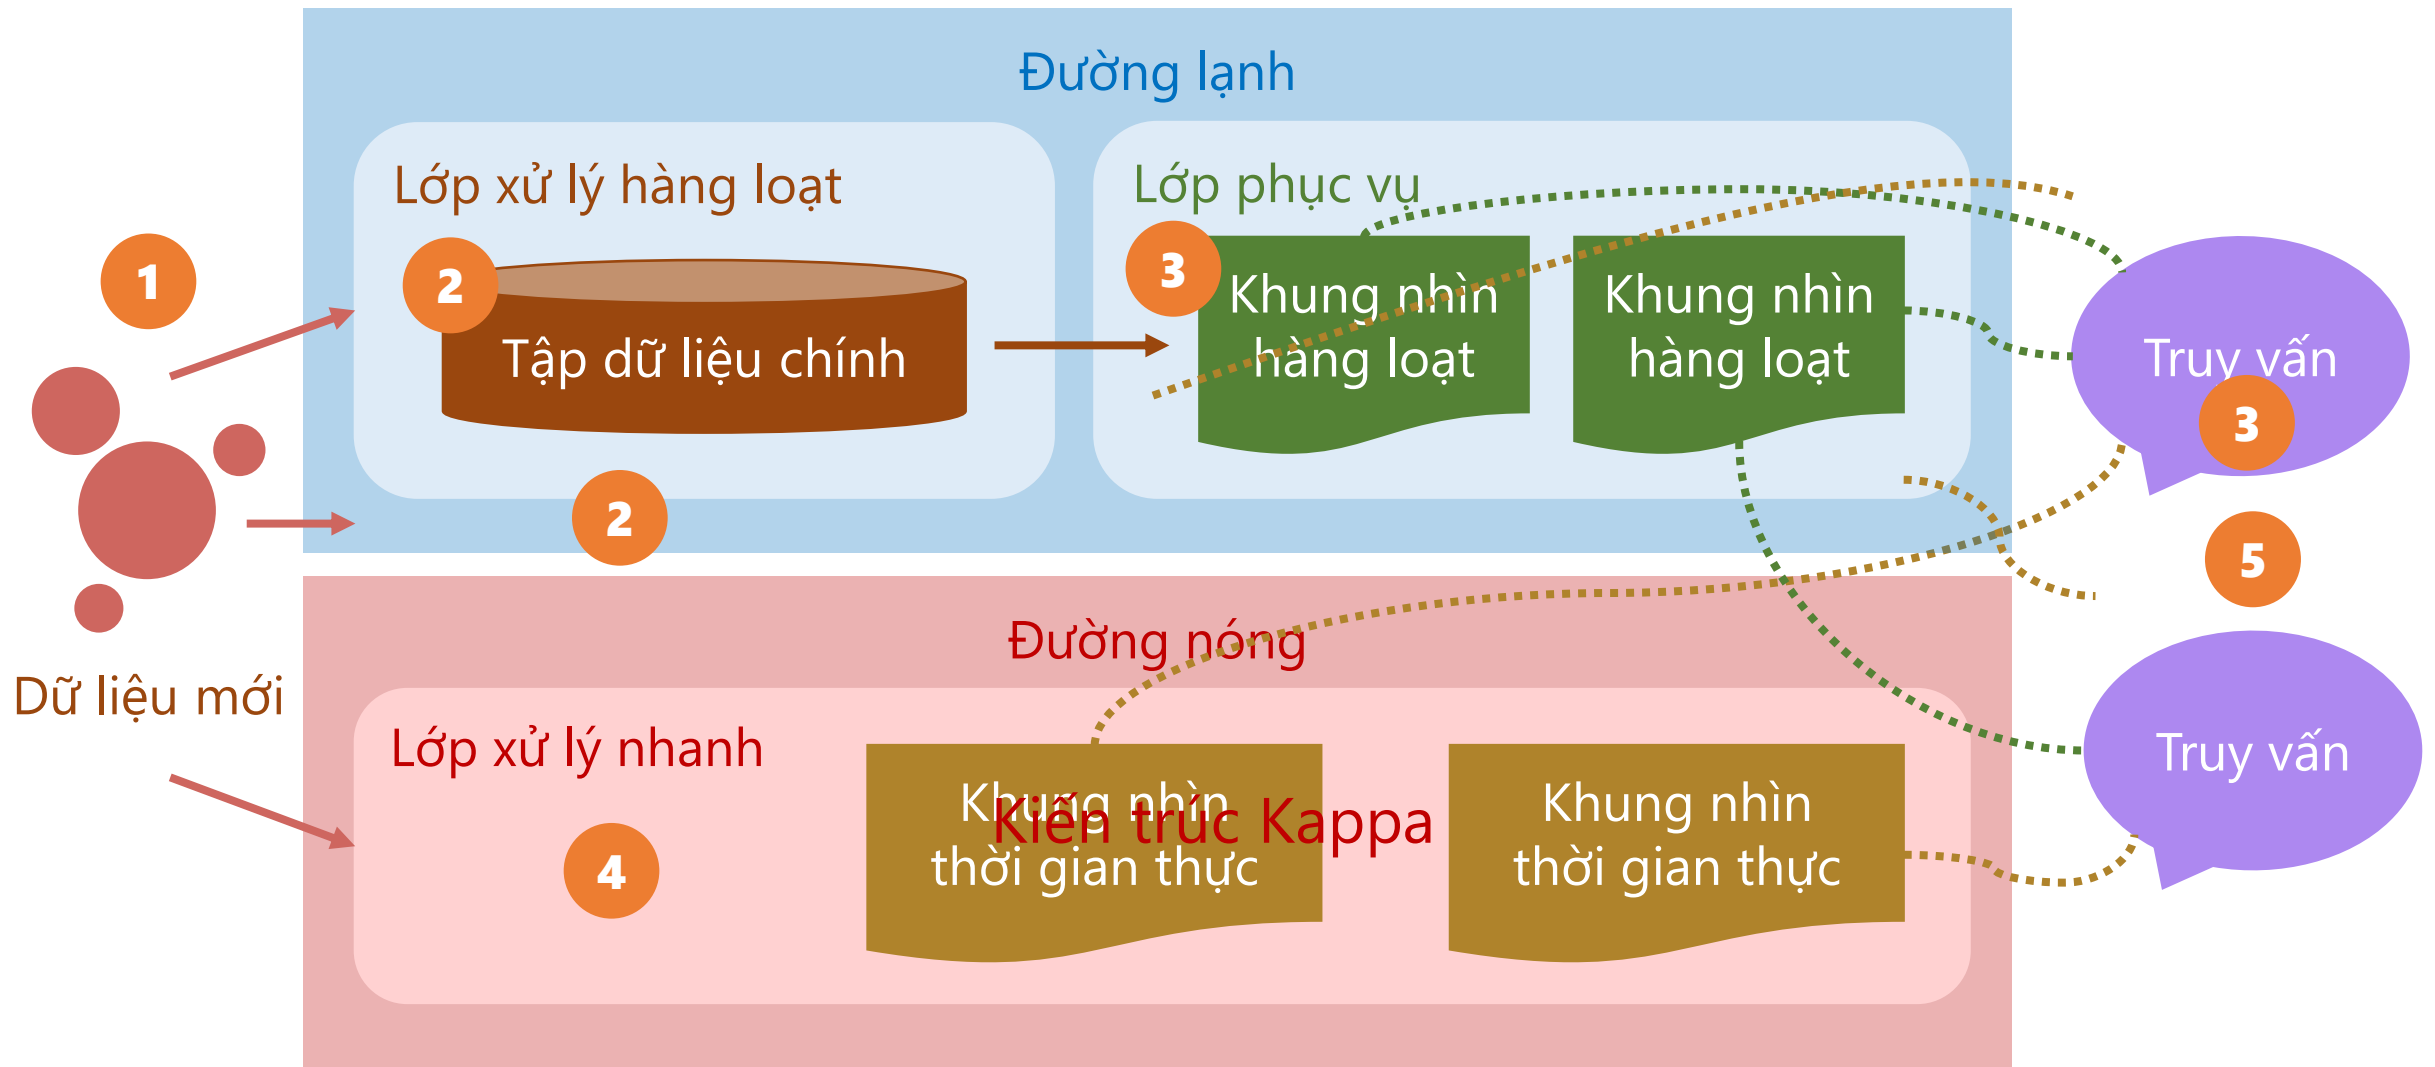 Đường lạnh
Lớp xử lý hàng loạt
Lớp phục vụ
1
2
Tập dữ liệu chính
3
Khung nhìn
hàng loạt
Khung nhìn
hàng loạt
Truy vấn
3
2
5
Dữ liệu mới
Đường nóng
Lớp xử lý nhanh
4
Khung nhìn
thời gian thực
Kiến trúc Kappa
Khung nhìn
thời gian thực
Truy vấn